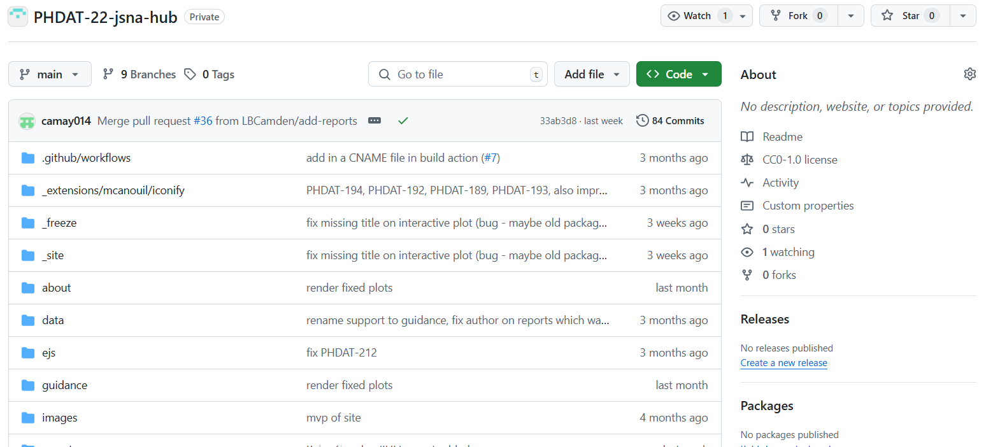 PHDAT-22-jsna-hub Private Watch 1 Fork 0 Star 0
main 9 Branches 0 Tags Go to file t Add file Code
camay014 Merge pull request #36 from LBCamden/add-reports 33ab3d8 · last week 84 Commits
.github/workflows add in a CNAME file in build action (#7) 3 months ago
_extensions/mcanouil/iconify PHDAT-194, PHDAT-192, PHDAT-189, PHDAT-193, also impr... 3 months ago
_freeze fix missing title on interactive plot (bug - maybe old packag... 3 weeks ago
_site fix missing title on interactive plot (bug - maybe old packag... 3 weeks ago
about render fixed plots last month
data rename support to guidance, fix author on reports which wa... 3 months ago
ejs fix PHDAT-212 3 months ago
guidance render fixed plots last month
images mvp of site 4 months ago
About
No description, website, or topics provided.
Readme
CC0-1.0 license
Activity
Custom properties
0 stars
1 watching
0 forks
Releases
No releases published
Create a new release
Packages
No packages published